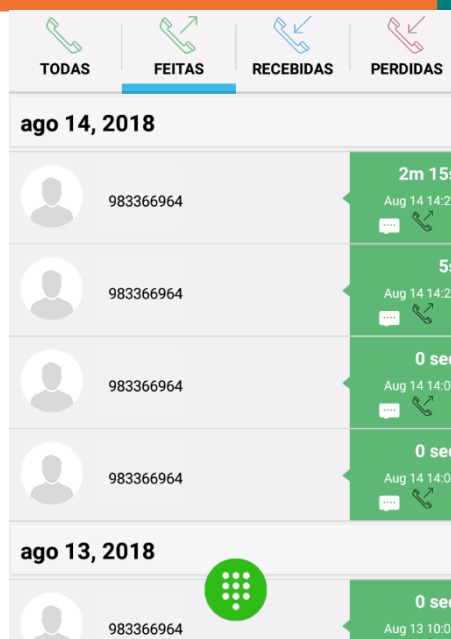 TODAS FEITAS RECEBIDAS PERDIDAS
ago 14, 2018
2m 15s
983366964
Aug 14 14:2
5s
983366964
Aug 14 14:2
0 sec
983366964
Aug 14 14:0
0 sec
983366964
Aug 14 14:0
ago 13, 2018
0 sec
983366964
Aug 13 10:0